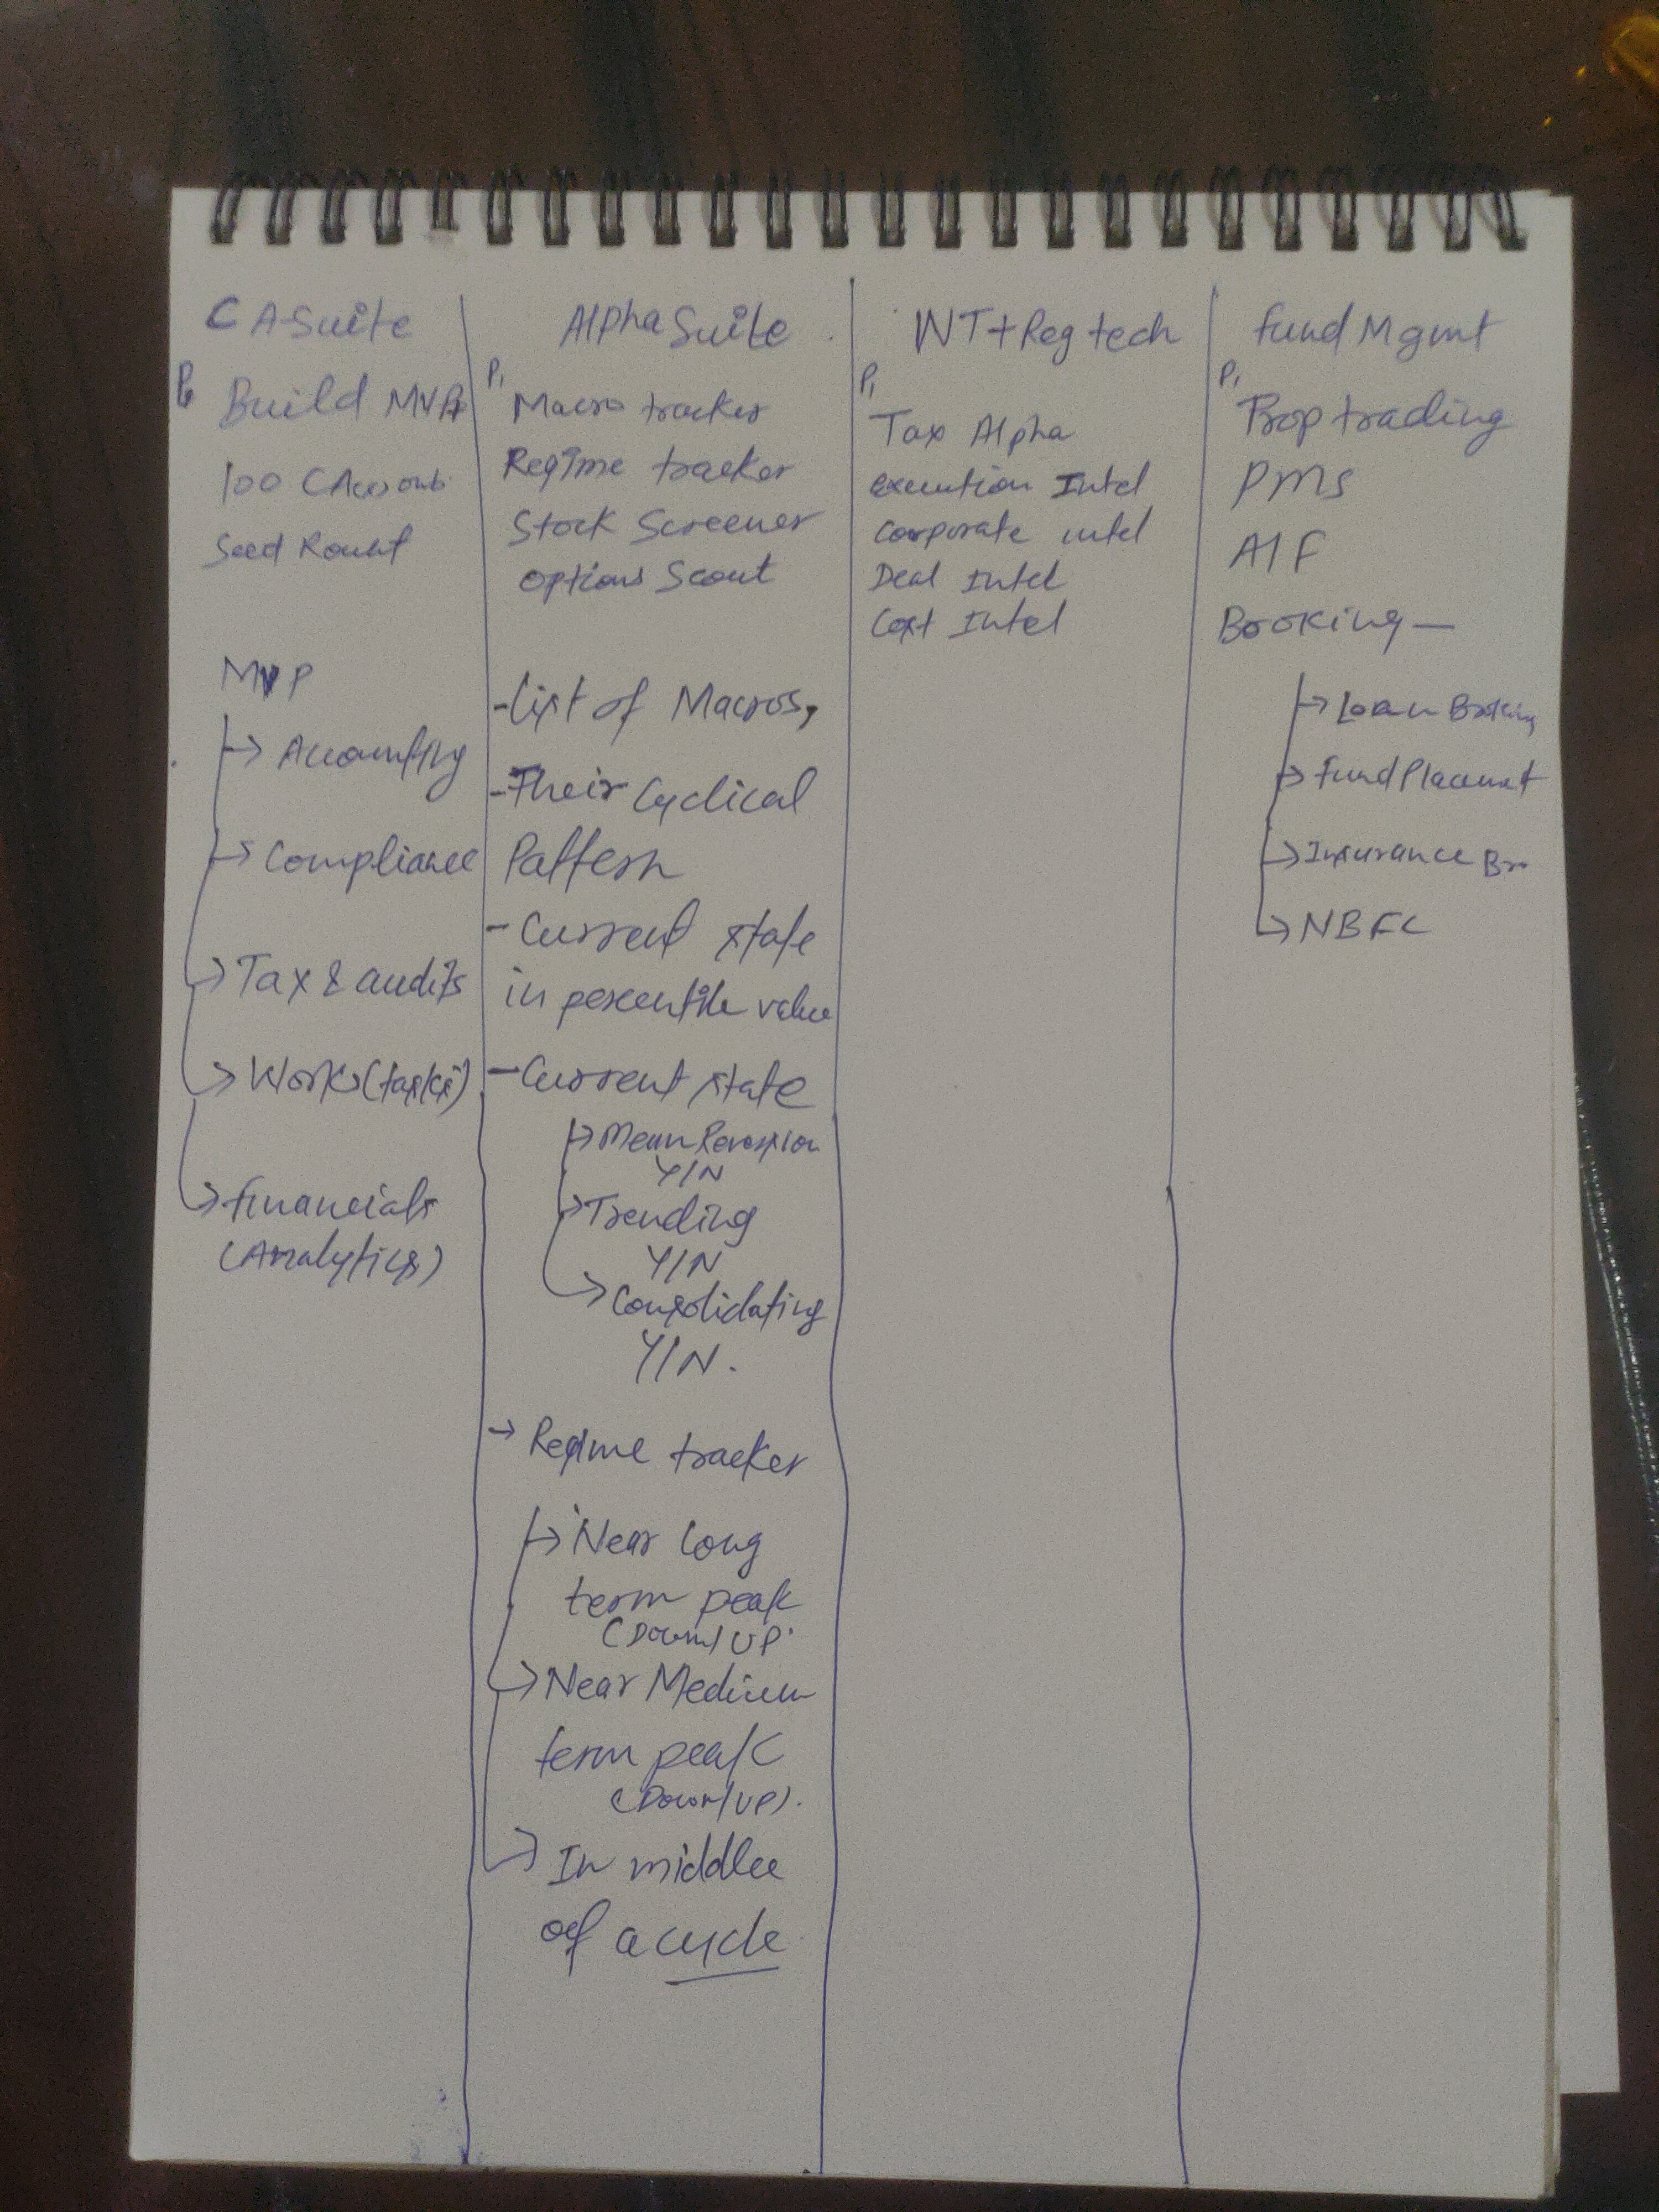 CA-Suite
Build MVP
100 CA
Seed Round
MVP
→ Accounting
→ Compliance
→ Tax & audits
→ Works (tasks)
→ financials
(Analytics)
Alpha Suite
P1
Macro tracker
Regime tracker
Stock Screener
options Scout
- List of Macros,
- Their Cyclical
Pattern
- Current state
in percentile value
- Current state
→ Mean Reversion
Y/N
→ Trending
Y/N
→ Consolidating
Y/N.
→ Regime tracker
→ Near Long
term peak
(Down/UP
→ Near Medium
term peak
(Down/UP).
→ In middle
of a cycle
WT + Reg tech
P1
Tax Alpha
execution Intel
Corporate intel
Deal Intel
Cost Intel
fund Mgmt
P1
Prop trading
PMS
AIF
Booking —
→ Loan
→ Fund Placement
→ Insurance Bro
→ NBFC